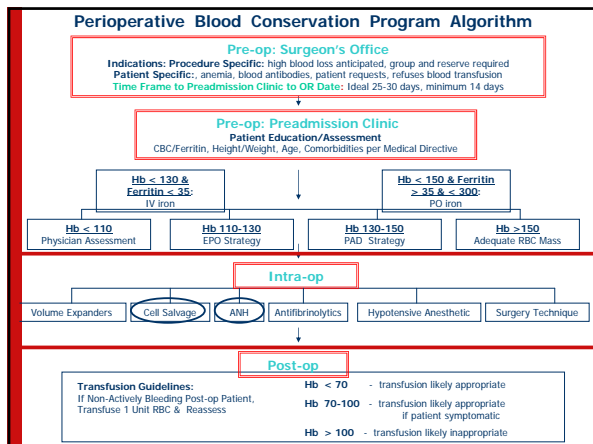 Perioperative Blood Conservation Program Algorithm
Pre-op: Surgeon's Office
Indications: Procedure Specific: high blood loss anticipated, group and reserve required
Patient Specific:, anemia, blood antibodies, patient requests, refuses blood transfusion
Time Frame to Preadmission Clinic to OR Date: Ideal 25-30 days, minimum 14 days
Pre-op: Preadmission Clinic
Patient Education/Assessment
CBC/Ferritin, Height/Weight, Age, Comorbidities per Medical Directive
Hb < 130 &
Ferritin < 35:
IV iron
Hb < 150 & Ferritin
> 35 & < 300:
PO iron
Hb < 110
Physician Assessment
Hb 110-130
EPO Strategy
Hb 130-150
PAD Strategy
Hb >150
Adequate RBC Mass
Intra-op
Volume Expanders
Cell Salvage
ANH
Antifibrinolytics
Hypotensive Anesthetic
Surgery Technique
Post-op
Transfusion Guidelines:
If Non-Actively Bleeding Post-op Patient,
Transfuse 1 Unit RBC & Reassess
Hb < 70 - transfusion likely appropriate
Hb 70-100 - transfusion likely appropriate
if patient symptomatic
Hb > 100 - transfusion likely inappropriate